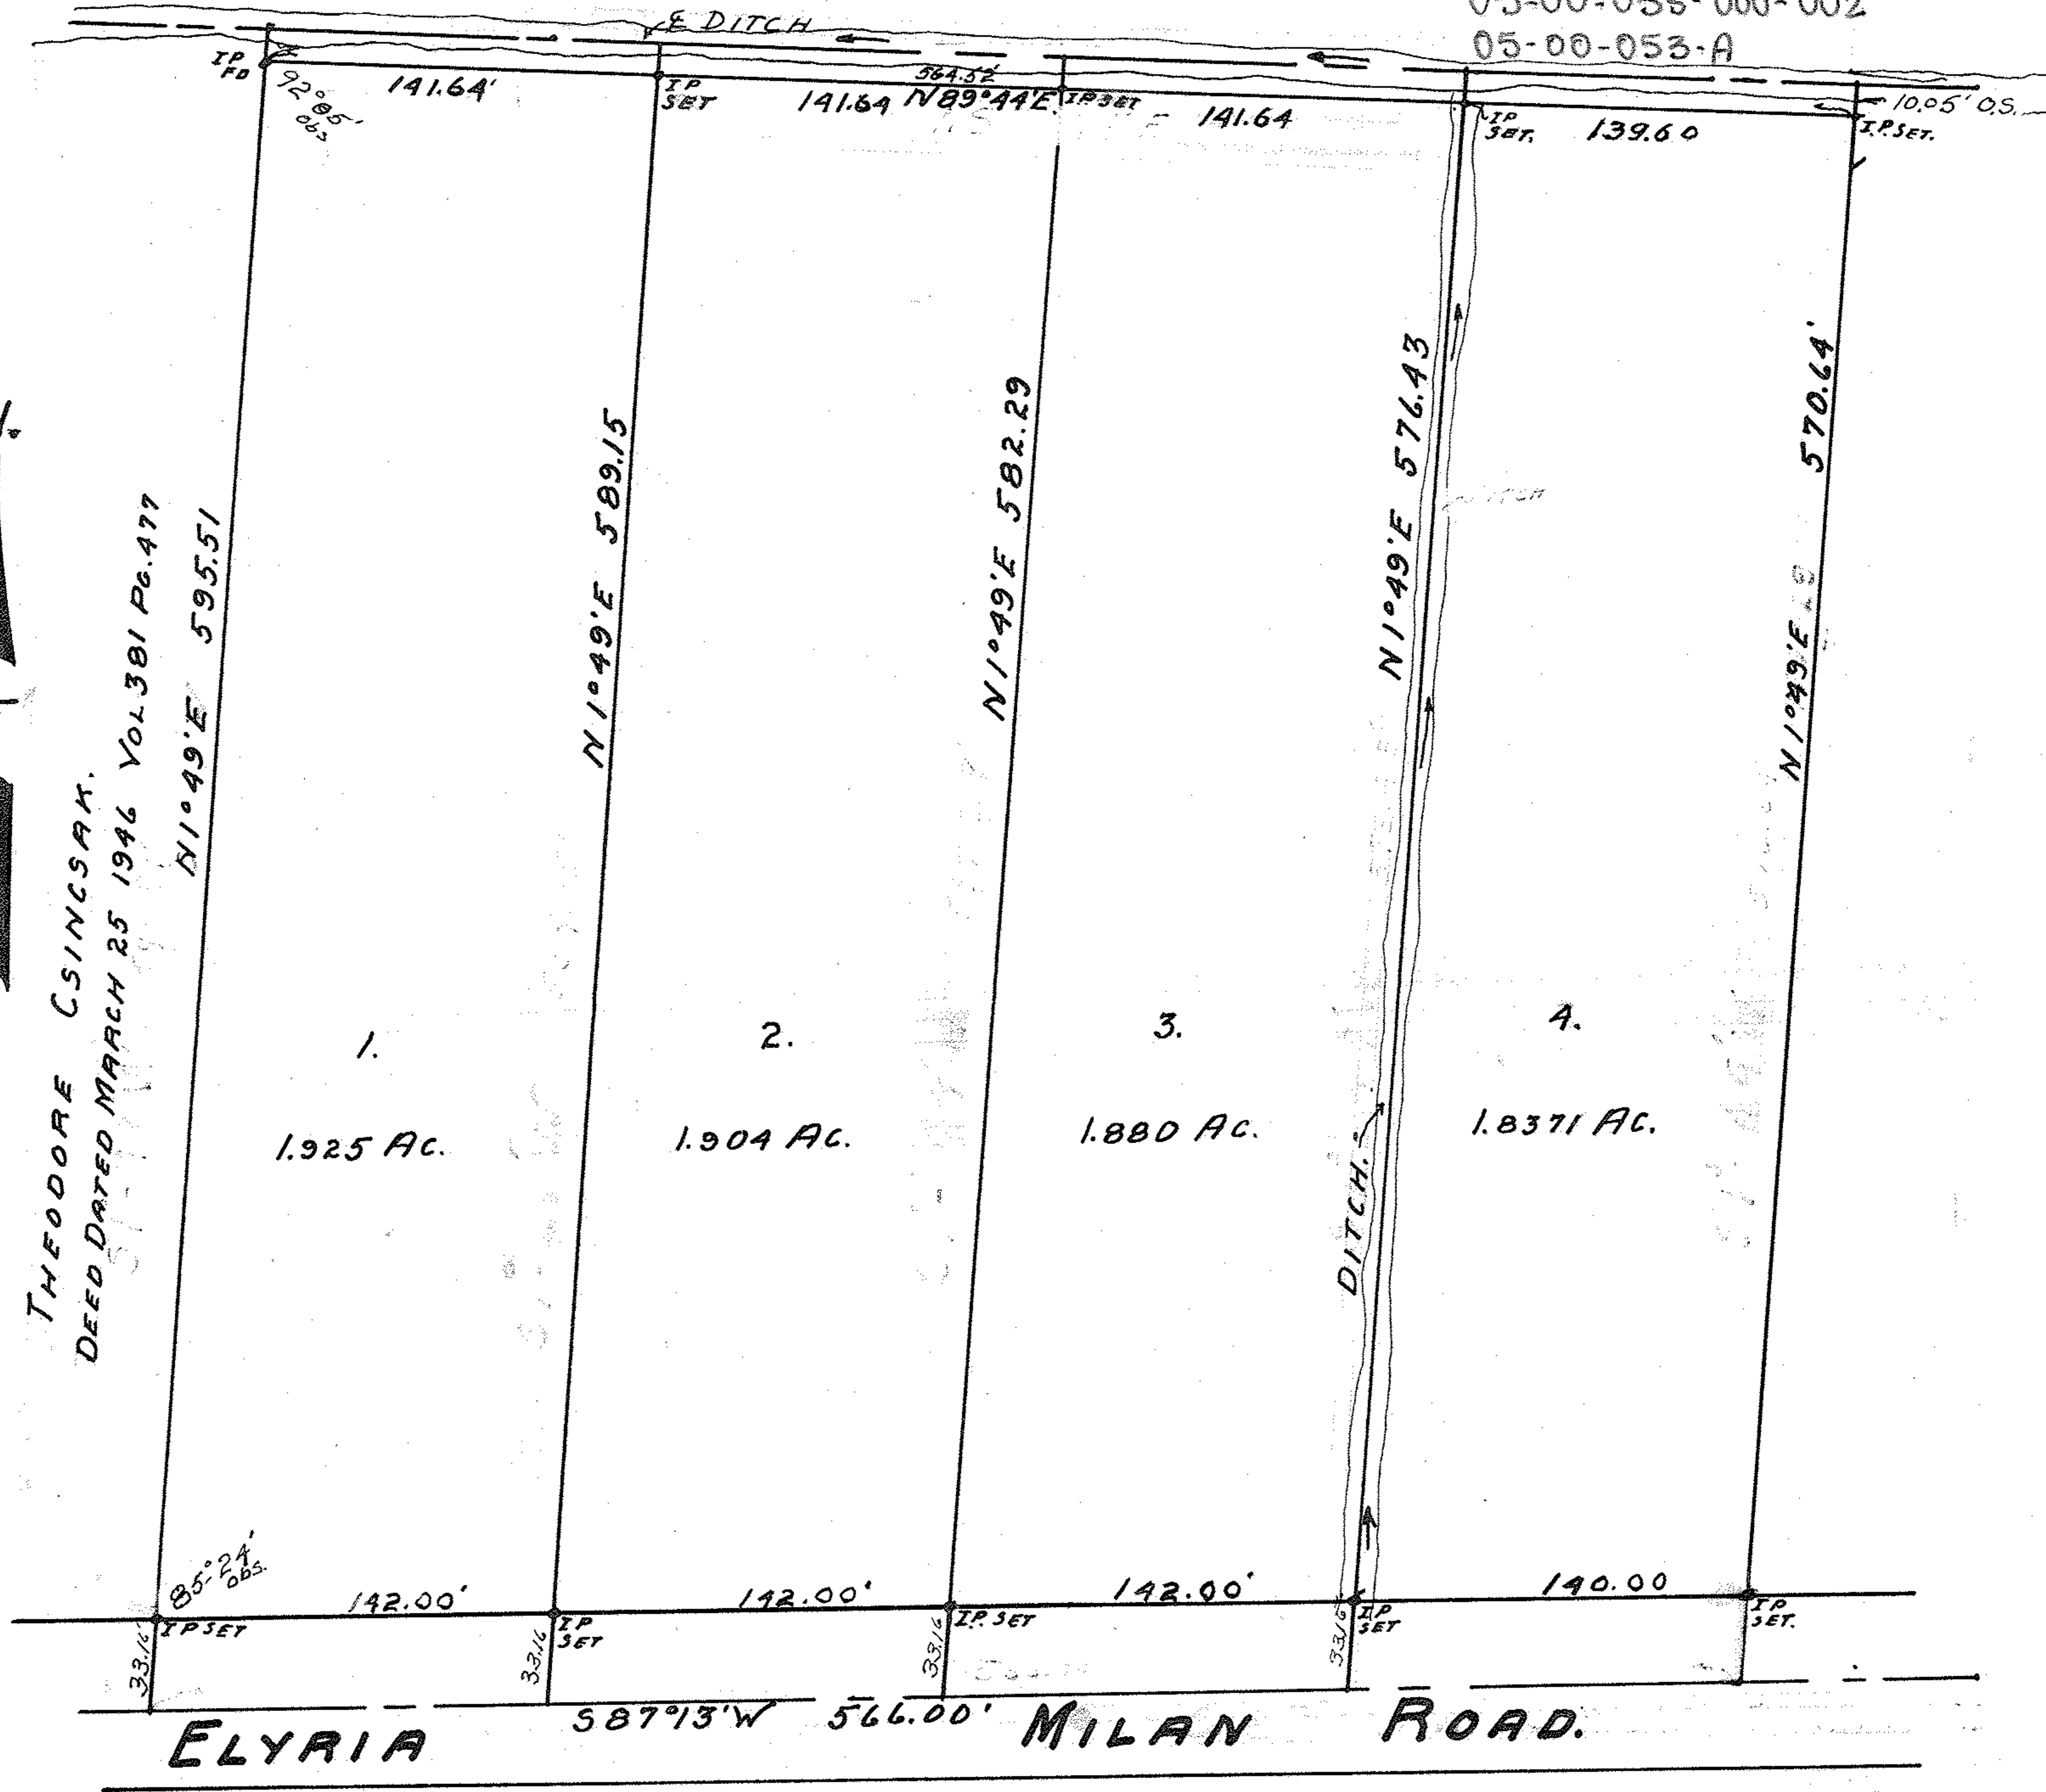 05-00-053-000-002
05-00-053-A
℄ DITCH
IP FD
92°05' obs
141.64'
IP SET
564.52'
141.64 N89°44'E
IP SET
141.64
IP SET.
139.60
10.05' O.S.
I.P. SET.
THEODORE CSINCSAK.
DEED DATED MARCH 25 1946 VOL 381 PG. 477
N1°49'E 595.51
N1°49'E 589.15
N1°49'E 582.29
N1°49'E 576.43
N1°49'E 570.64'
1.
2.
3.
4.
1.925 AC.
1.904 AC.
1.880 AC.
1.8371 AC.
DITCH.
85°-24' obs.
142.00'
142.00'
142.00'
140.00
IP SET
IP SET
I.P. SET
IP SET
IP SET.
33.16
33.16
33.16
33.16
S87°13'W 566.00'
ELYRIA MILAN ROAD.